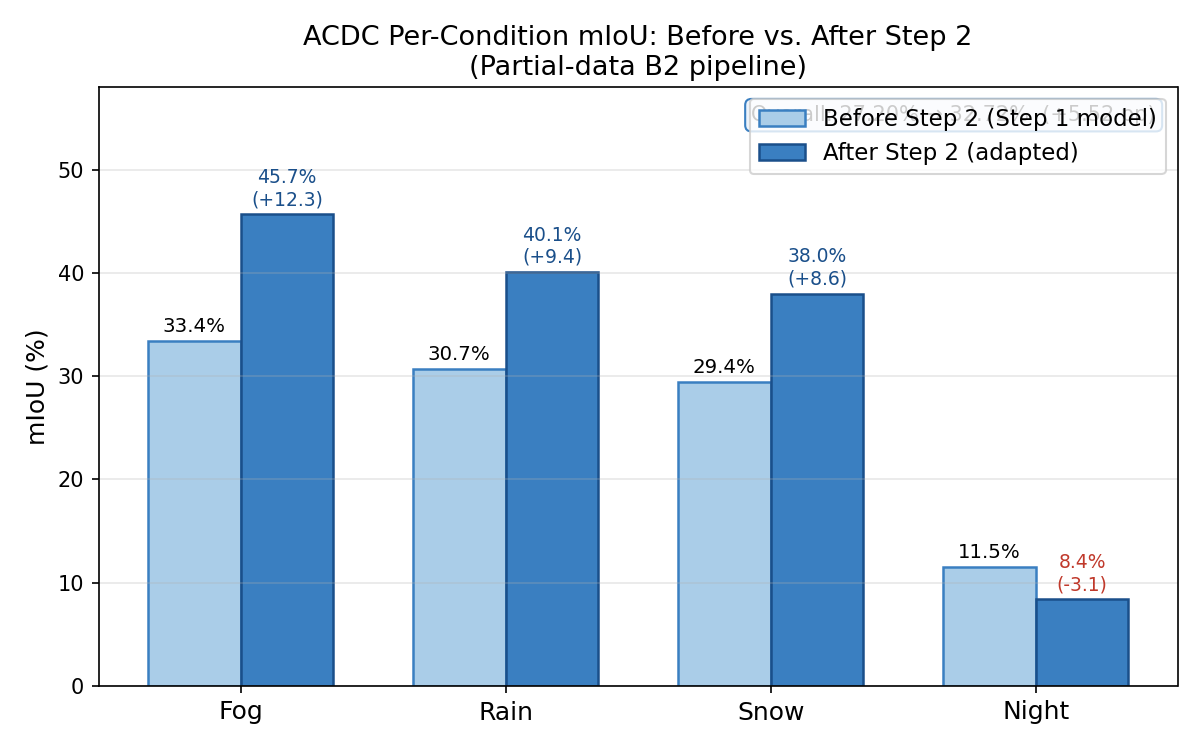 ACDC Per-Condition mIoU: Before vs. After Step 2
(Partial-data B2 pipeline)
Before Step 2 (Step 1 model)
After Step 2 (adapted)
mIoU (%)
50
40
30
20
10
0
33.4%
45.7%
(+12.3)
30.7%
40.1%
(+9.4)
29.4%
38.0%
(+8.6)
11.5%
8.4%
(-3.1)
Fog
Rain
Snow
Night